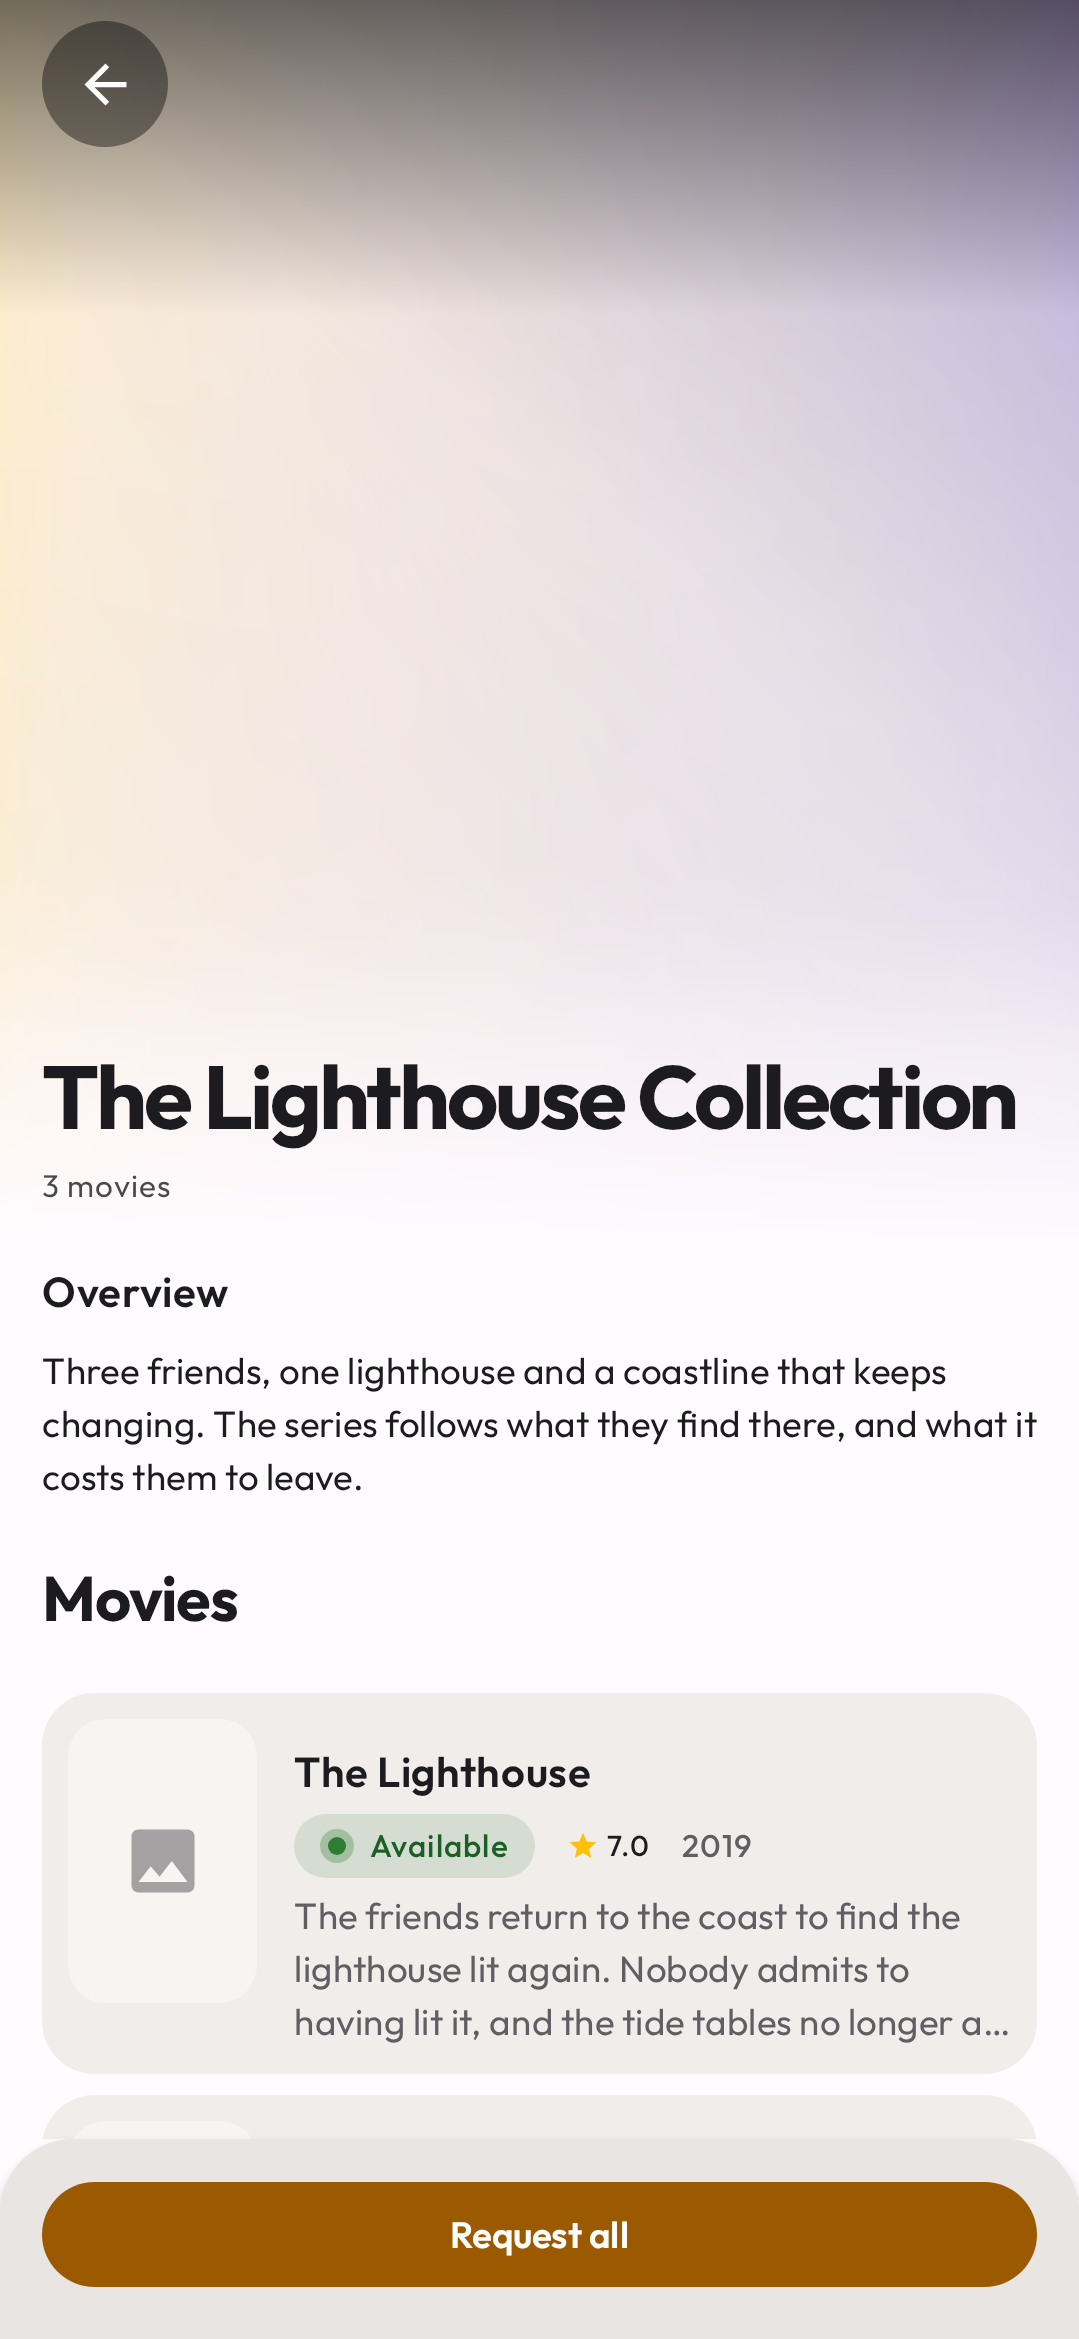 The Lighthouse Collection
3 movies
Overview
Three friends, one lighthouse and a coastline that keeps
changing. The series follows what they find there, and what it
costs them to leave.
Movies
The Lighthouse
Available 7.0 2019
The friends return to the coast to find the
lighthouse lit again. Nobody admits to
having lit it, and the tide tables no longer a…
Request all